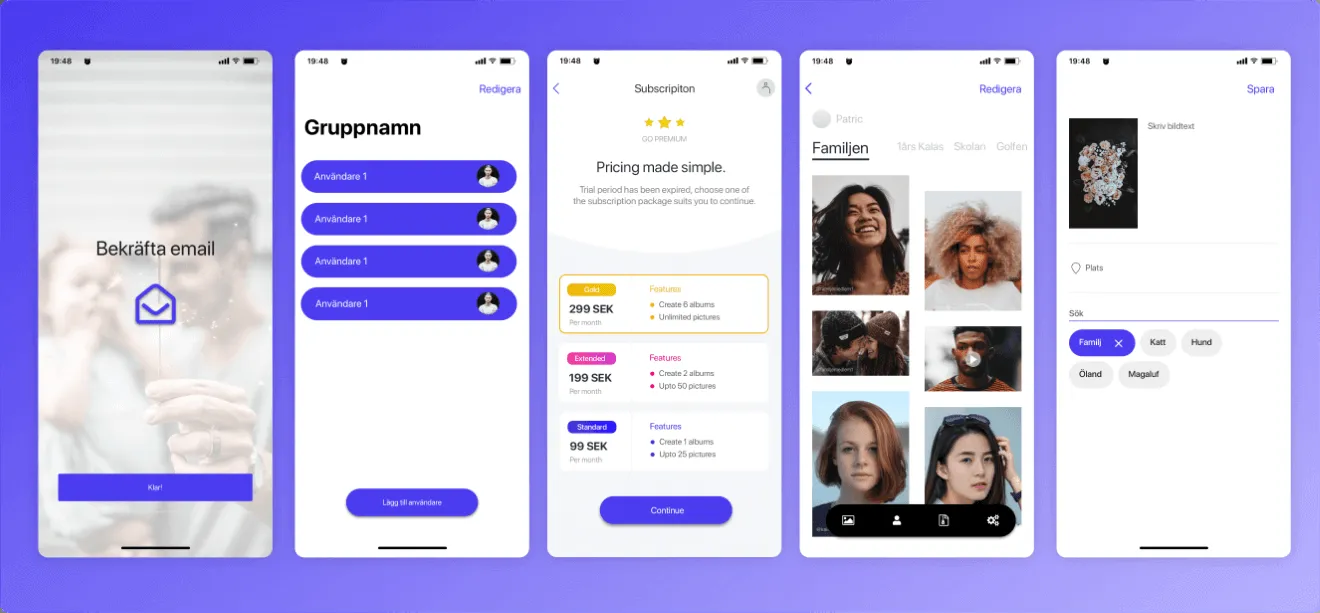 19:48
Bekräfta email
Klar!
19:48
Redigera
Gruppnamn
Användare 1
Användare 1
Användare 1
Användare 1
Lägg till användare
19:48
Subscripiton
GO PREMIUM
Pricing made simple.
Trial period has been expired, choose one of
the subscription package suits you to continue.
Gold
Features
299 SEK
Create 6 albums
Per month
Unlimited pictures
Extended
Features
199 SEK
Create 2 albums
Per month
Upto 50 pictures
Standard
Features
99 SEK
Create 1 albums
Per month
Upto 25 pictures
Continue
19:48
Redigera
Patric
Familjen 1års Kalas Skolan Golfen
19:48
Spara
Skriv bildtext
Plats
Sök
Familj Katt Hund
Öland Magaluf